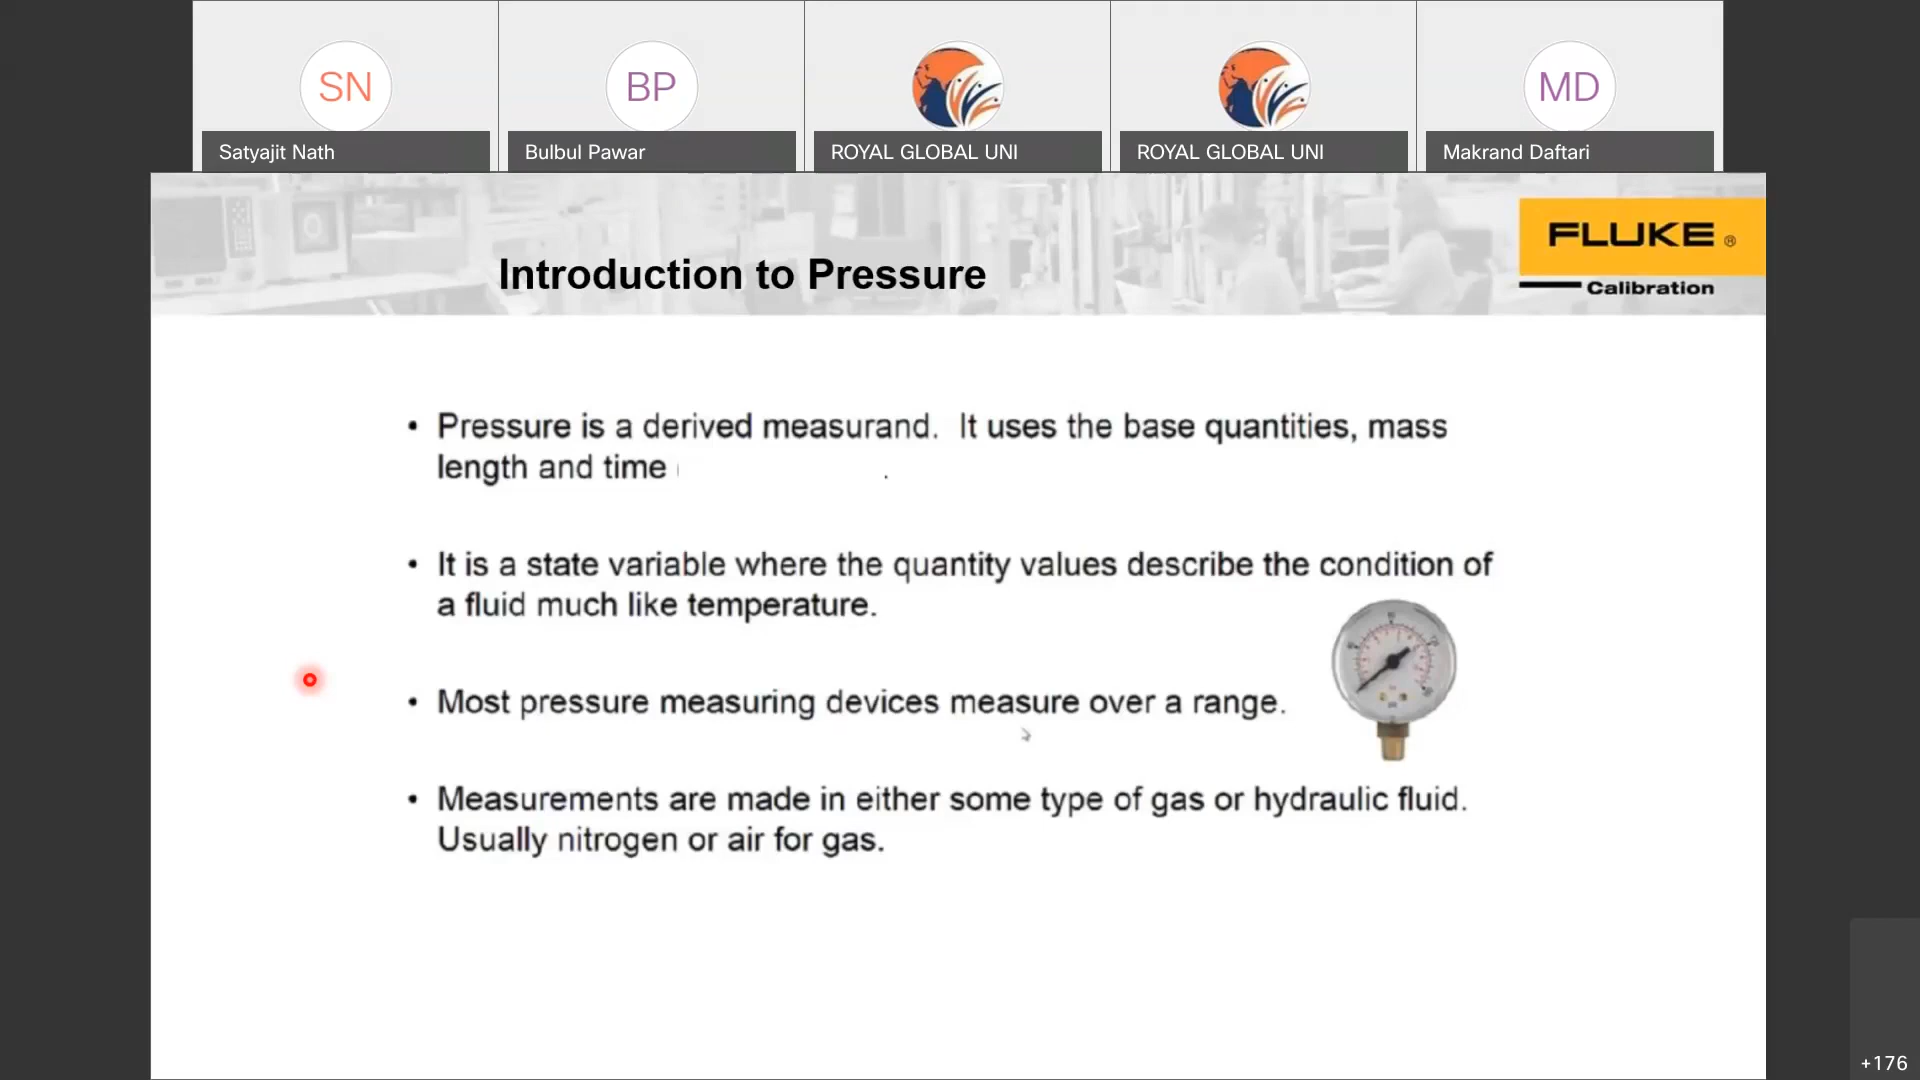 SN
BP
MD
Satyajit Nath
Bulbul Pawar
ROYAL GLOBAL UNI
ROYAL GLOBAL UNI
Makrand Daftari
FLUKE ®
Calibration
Introduction to Pressure
• Pressure is a derived measurand. It uses the base quantities, mass
length and time .
• It is a state variable where the quantity values describe the condition of
a fluid much like temperature.
• Most pressure measuring devices measure over a range.
• Measurements are made in either some type of gas or hydraulic fluid.
Usually nitrogen or air for gas.
+176